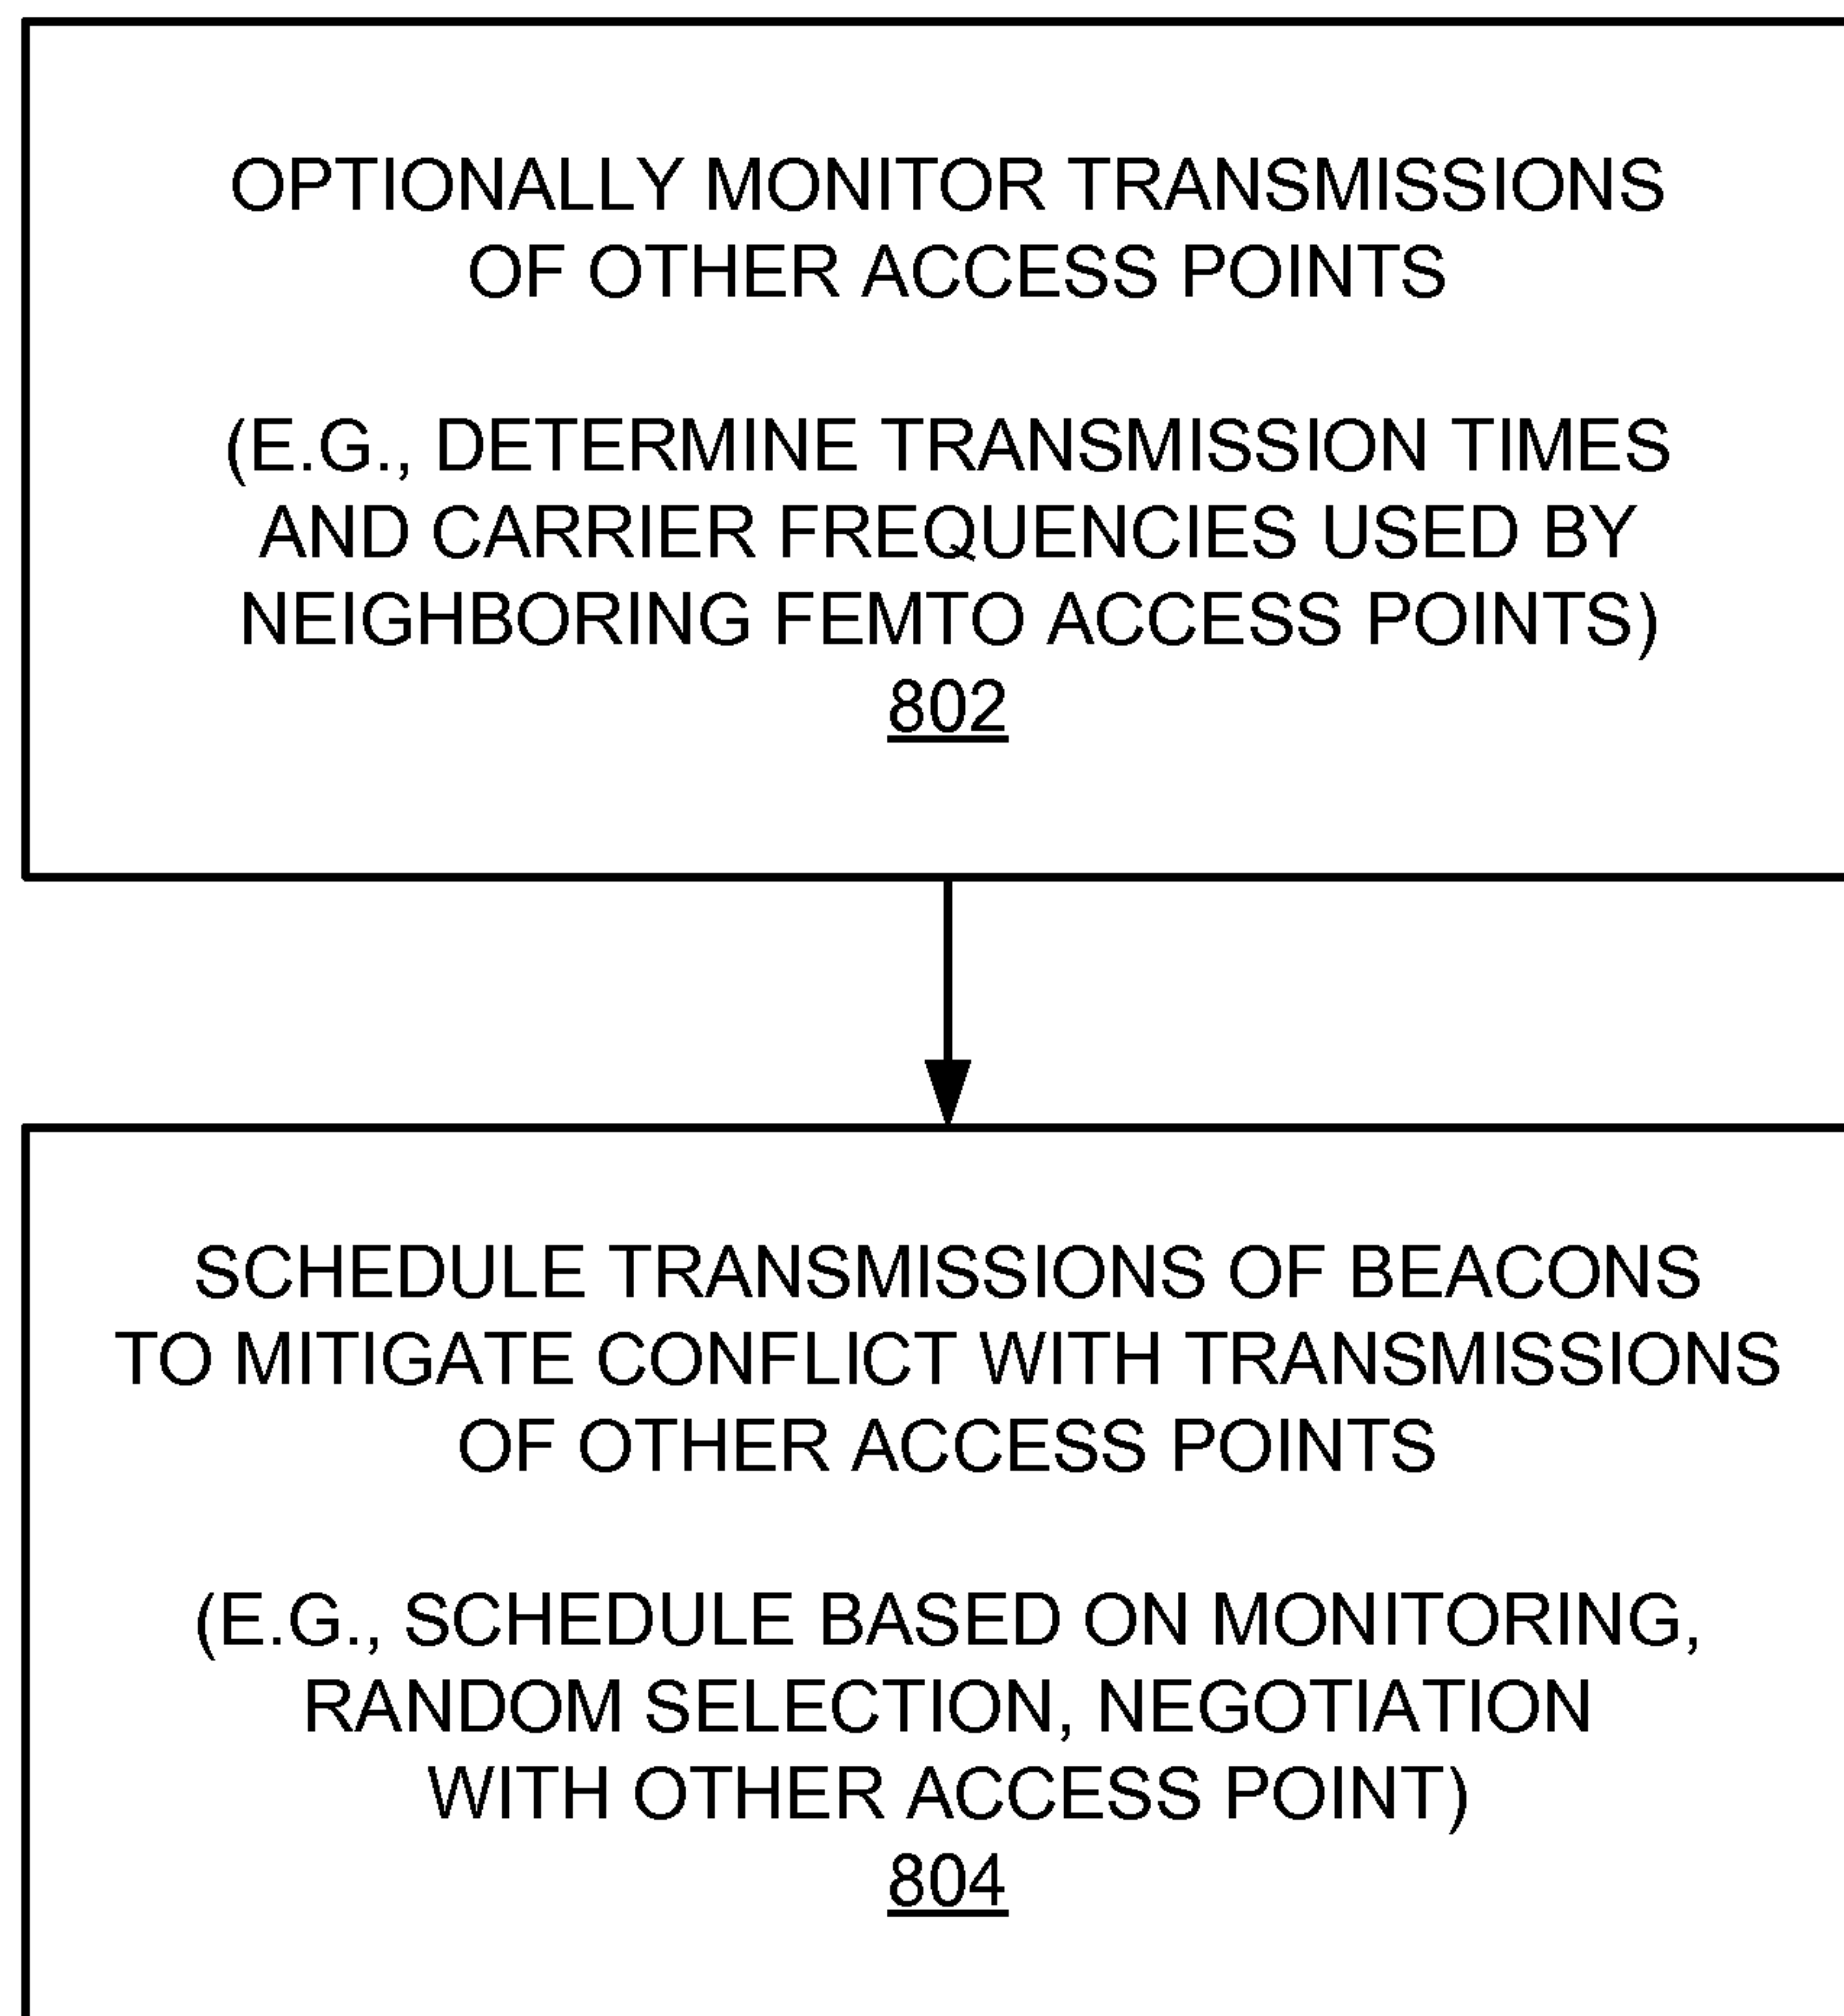 OPTIONALLY MONITOR TRANSMISSIONS
OF OTHER ACCESS POINTS
(E.G., DETERMINE TRANSMISSION TIMES
AND CARRIER FREQUENCIES USED BY
NEIGHBORING FEMTO ACCESS POINTS)
802
SCHEDULE TRANSMISSIONS OF BEACONS
TO MITIGATE CONFLICT WITH TRANSMISSIONS
OF OTHER ACCESS POINTS
(E.G., SCHEDULE BASED ON MONITORING,
RANDOM SELECTION, NEGOTIATION
WITH OTHER ACCESS POINT)
804